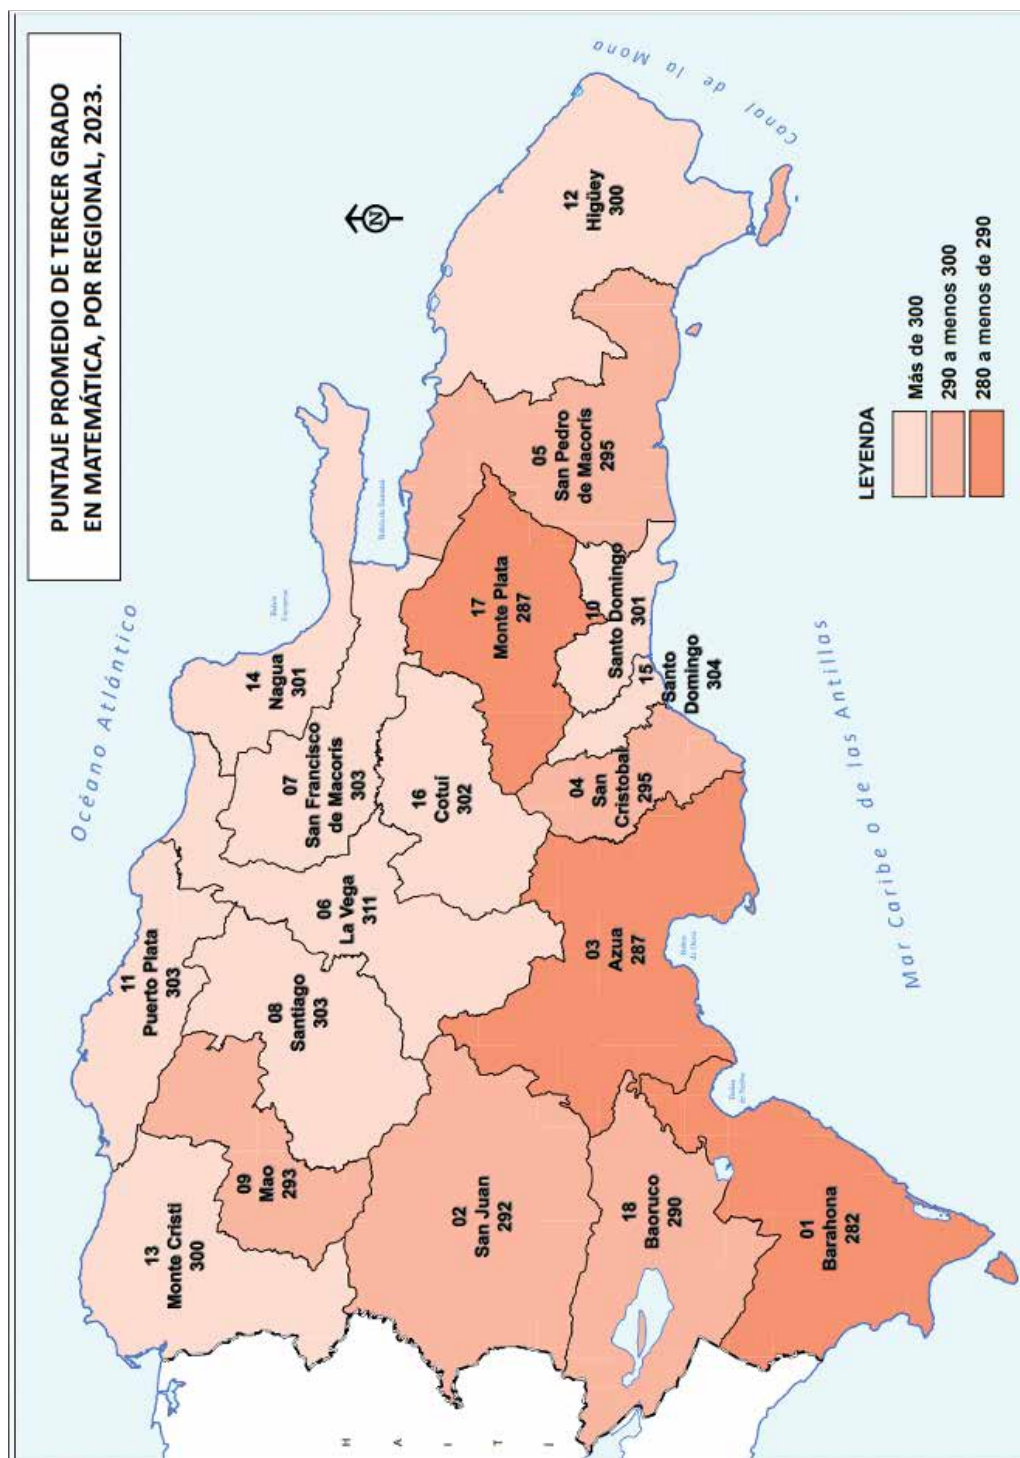 PUNTAJE PROMEDIO DE TERCER GRADO
EN MATEMÁTICA, POR REGIONAL, 2023.
Océano Atlántico
Canal de la Mona
N
11
Puerto Plata
303
13
Monte Cristi
300
09
Mao
293
08
Santiago
303
06
La Vega
311
07
San Francisco
de Macorís
303
14
Nagua
301
16
Cotuí
302
17
Monte Plata
287
05
San Pedro
de Macorís
295
12
Higüey
300
10
Santo Domingo
301
15
Santo
Domingo
304
04
San
Cristobal
295
03
Azua
287
02
San Juan
292
18
Baoruco
290
01
Barahona
282
HAITI
Mar Caribe o de las Antillas
LEYENDA
Más de 300
290 a menos 300
280 a menos de 290